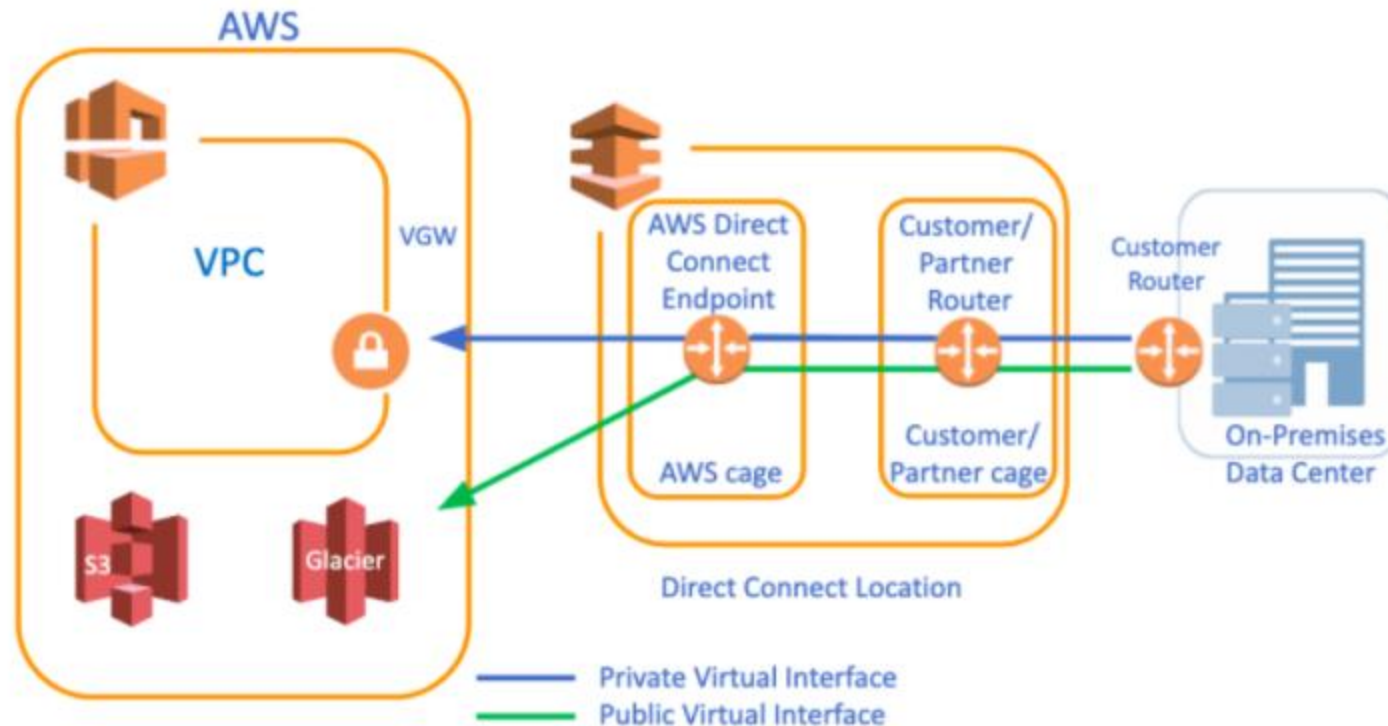 AWS
VPC
VGW
S3
Glacier
AWS Direct
Connect
Endpoint
AWS cage
Customer/
Partner
Router
Customer/
Partner cage
Direct Connect Location
Customer
Router
On-Premises
Data Center
Private Virtual Interface
Public Virtual Interface